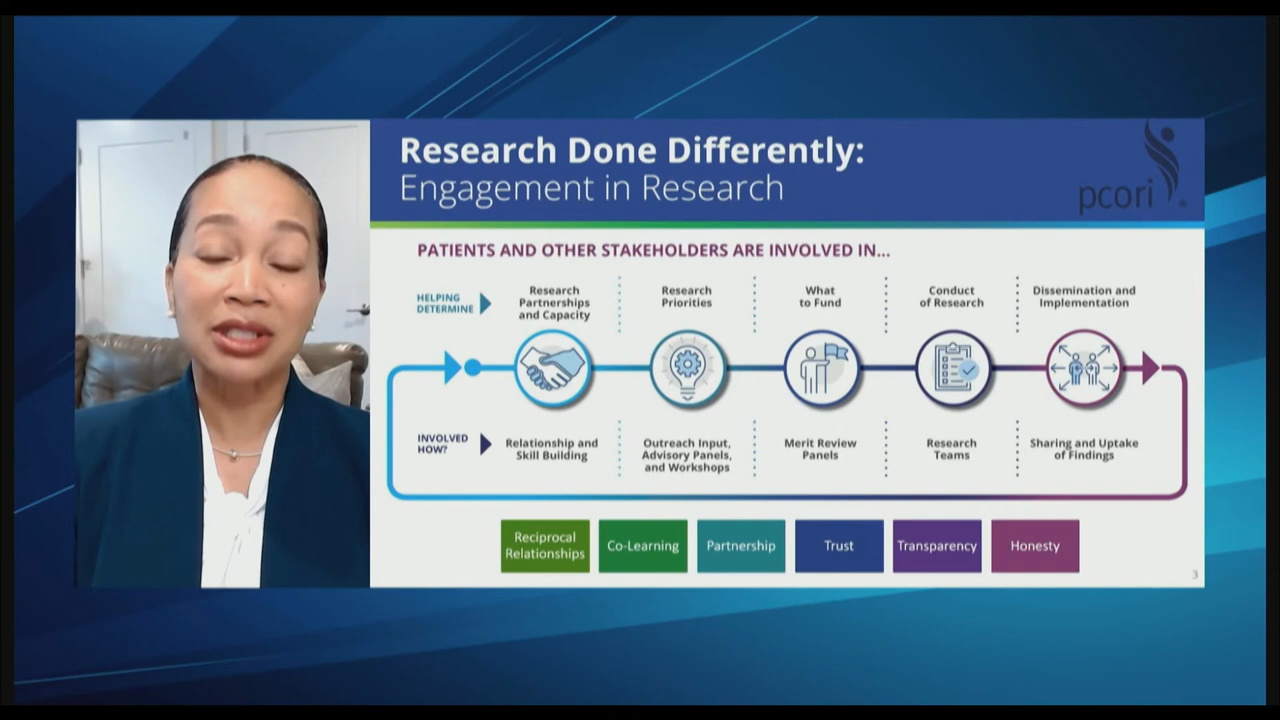 Research Done Differently:
Engagement in Research
pcori
PATIENTS AND OTHER STAKEHOLDERS ARE INVOLVED IN...
HELPING
DETERMINE
Research
Partnerships
and Capacity
Research
Priorities
What
to Fund
Conduct
of Research
Dissemination and
Implementation
INVOLVED
HOW?
Relationship and
Skill Building
Outreach Input,
Advisory Panels,
and Workshops
Merit Review
Panels
Research
Teams
Sharing and Uptake
of Findings
Reciprocal
Relationships
Co-Learning
Partnership
Trust
Transparency
Honesty
3